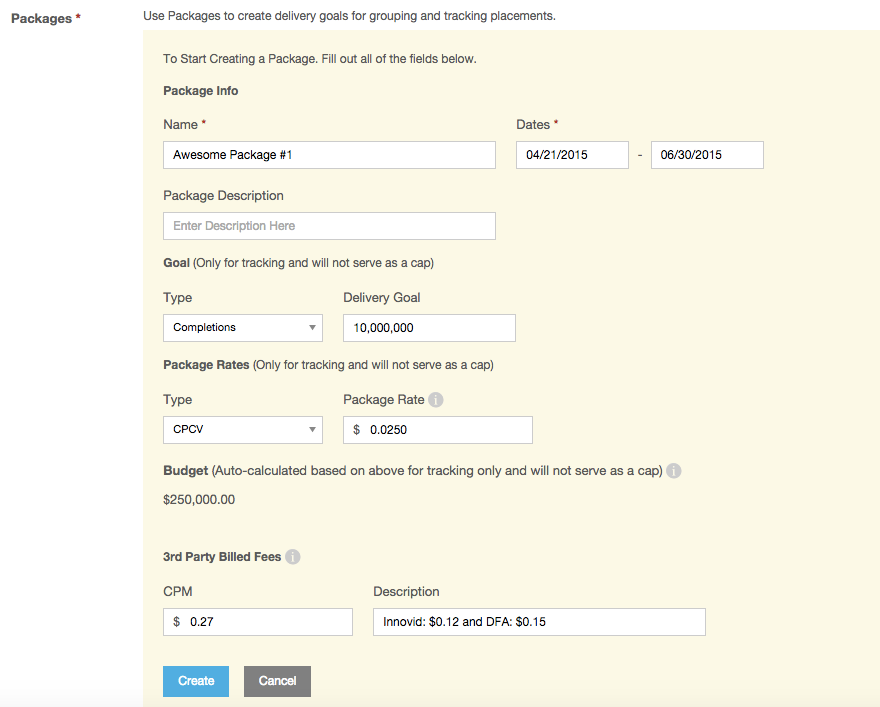 Packages *
Use Packages to create delivery goals for grouping and tracking placements.
To Start Creating a Package. Fill out all of the fields below.
Package Info
Name *
Dates *
Awesome Package #1
04/21/2015 - 06/30/2015
Package Description
Enter Description Here
Goal (Only for tracking and will not serve as a cap)
Type
Delivery Goal
Completions
10,000,000
Package Rates (Only for tracking and will not serve as a cap)
Type
Package Rate i
CPCV
$ 0.0250
Budget (Auto-calculated based on above for tracking only and will not serve as a cap) i
$250,000.00
3rd Party Billed Fees i
CPM
Description
$ 0.27
Innovid: $0.12 and DFA: $0.15
Create
Cancel